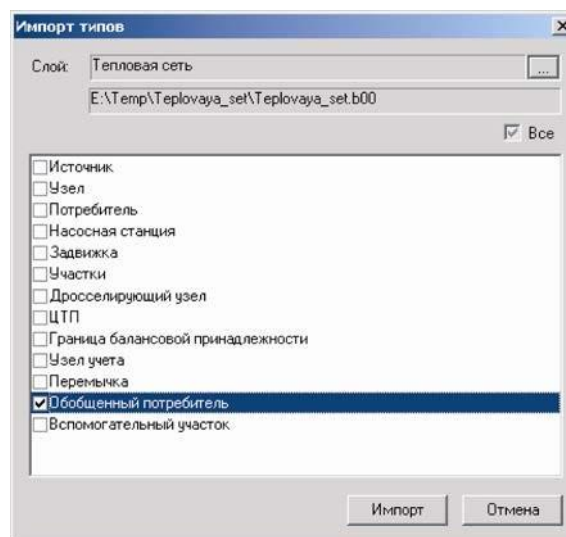 Импорт типов
Слой: Тепловая сеть ...
E:\Temp\Teplovaya_set\Teplovaya_set.b00
Все
Источник
Узел
Потребитель
Насосная станция
Задвижка
Участки
Дросселирующий узел
ЦТП
Граница балансовой принадлежности
Узел учета
Перемычка
Обобщенный потребитель
Вспомогательный участок
Импорт Отмена